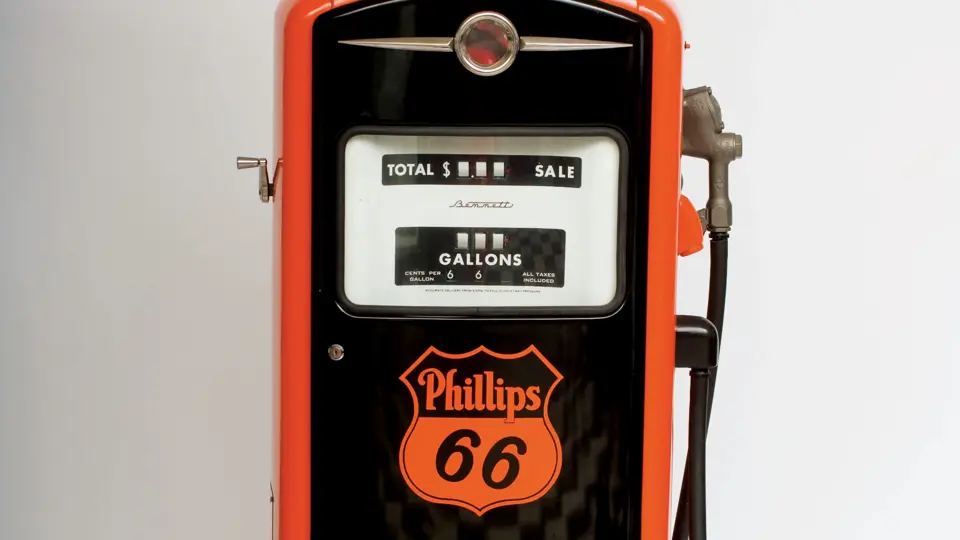 TOTAL $ SALE
Bennett
GALLONS
CENTS PER GALLON 6 6 ALL TAXES INCLUDED
Phillips
66